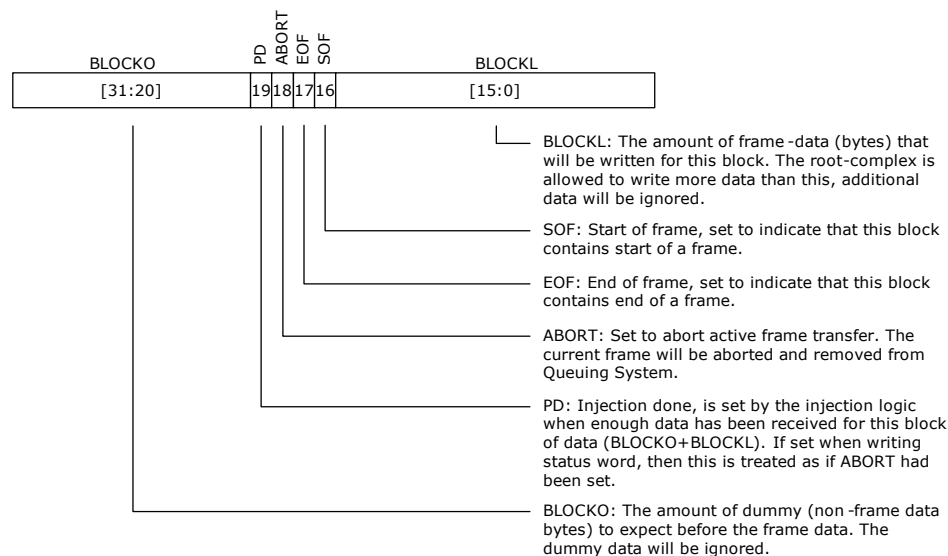 PD
ABORT
EOF
SOF
BLOCKO
BLOCKL
[31:20]
19
18
17
16
[15:0]
BLOCKL: The amount of frame-data (bytes) that
will be written for this block. The root-complex is
allowed to write more data than this, additional
data will be ignored.
SOF: Start of frame, set to indicate that this block
contains start of a frame.
EOF: End of frame, set to indicate that this block
contains end of a frame.
ABORT: Set to abort active frame transfer. The
current frame will be aborted and removed from
Queuing System.
PD: Injection done, is set by the injection logic
when enough data has been received for this block
of data (BLOCKO+BLOCKL). If set when writing
status word, then this is treated as if ABORT had
been set.
BLOCKO: The amount of dummy (non-frame data
bytes) to expect before the frame data. The
dummy data will be ignored.